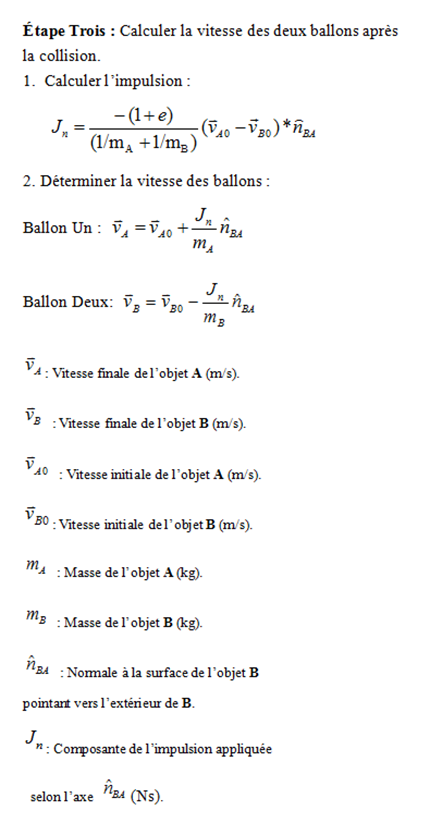 Étape Trois : Calculer la vitesse des deux ballons après
la collision.
1. Calculer l'impulsion :
$J_n = \frac{-(1+e)}{(1/m_A + 1/m_B)} (\vec{v}_{A0} - \vec{v}_{B0}) * \hat{n}_{BA}$
2. Déterminer la vitesse des ballons :
Ballon Un : $\vec{v}_A = \vec{v}_{A0} + \frac{J_n}{m_A} \hat{n}_{BA}$
Ballon Deux: $\vec{v}_B = \vec{v}_{B0} - \frac{J_n}{m_B} \hat{n}_{BA}$
$\vec{v}_A$ : Vitesse finale de l'objet A (m/s).
$\vec{v}_B$ : Vitesse finale de l'objet B (m/s).
$\vec{v}_{A0}$ : Vitesse initiale de l'objet A (m/s).
$\vec{v}_{B0}$ : Vitesse initiale de l'objet B (m/s).
$m_A$ : Masse de l'objet A (kg).
$m_B$ : Masse de l'objet B (kg).
$\hat{n}_{BA}$ : Normale à la surface de l'objet B
pointant vers l'extérieur de B.
$J_n$ : Composante de l'impulsion appliquée
selon l'axe $\hat{n}_{BA}$ (Ns).